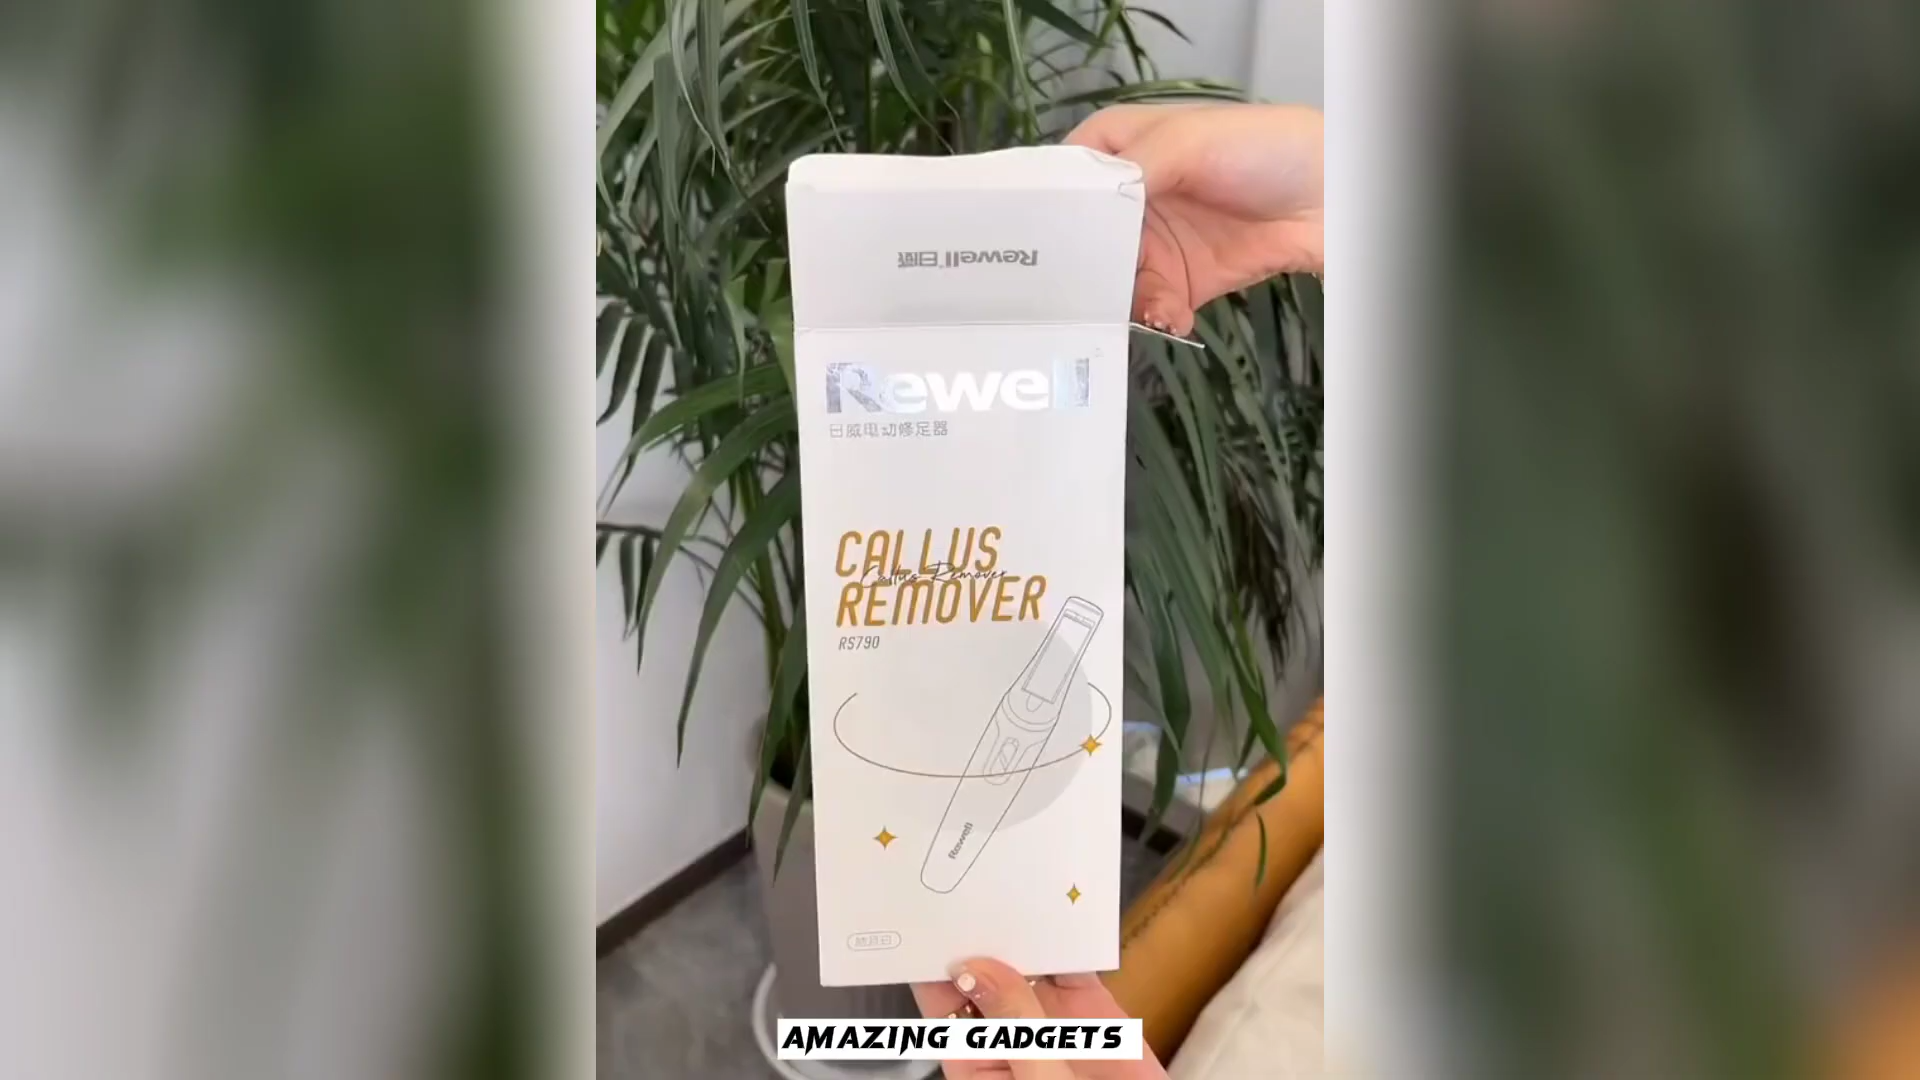 Rewell 日威
Rewell
日威电动修足器
CALLUS
Callus Remover
REMOVER
RS790
Rewell
AMAZING GADGETS